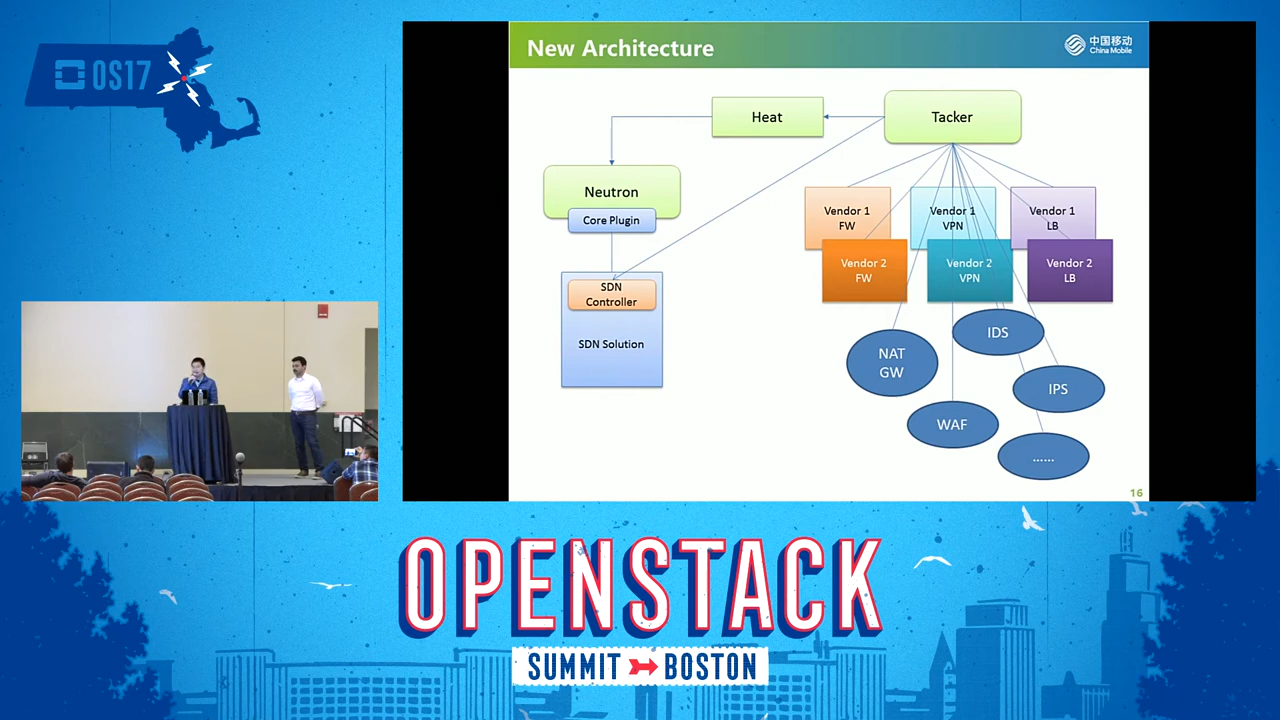 OS17
New Architecture
中国移动
China Mobile
Heat
Tacker
Neutron
Core Plugin
Vendor 1
FW
Vendor 1
VPN
Vendor 1
LB
Vendor 2
FW
Vendor 2
VPN
Vendor 2
LB
SDN
Controller
SDN Solution
IDS
NAT
GW
IPS
WAF
......
16
OPENSTACK
SUMMIT BOSTON